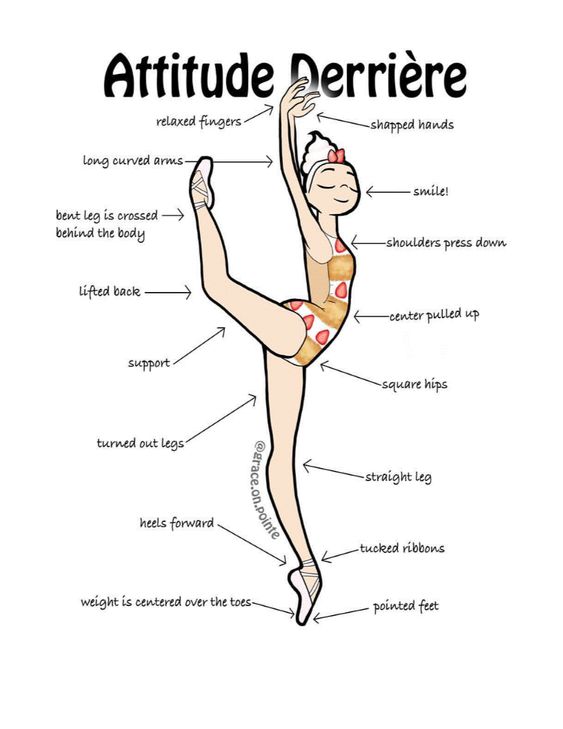 Attitude Derrière
relaxed fingers
shapped hands
long curved arms
smile!
bent leg is crossed
behind the body
shoulders press down
lifted back
center pulled up
support
square hips
turned out legs
@grace.on.pointe
straight leg
heels forward
tucked ribbons
weight is centered over the toes
pointed feet